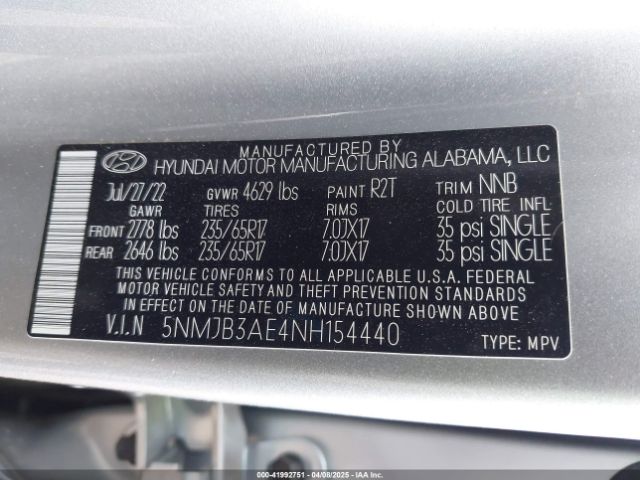 MANUFACTURED BY
HYUNDAI MOTOR MANUFACTURING ALABAMA, LLC
Jul/27/22 GVWR 4629 lbs PAINT R2T TRIM NNB
GAWR TIRES RIMS COLD TIRE INFL
FRONT 2778 lbs 235/65R17 7.0JX17 35 psi SINGLE
REAR 2646 lbs 235/65R17 7.0JX17 35 psi SINGLE
THIS VEHICLE CONFORMS TO ALL APPLICABLE U.S.A. FEDERAL
MOTOR VEHICLE SAFETY AND THEFT PREVENTION STANDARDS
IN EFFECT ON THE DATE OF MANUFACTURE SHOWN ABOVE
V.I.N 5NMJB3AE4NH154440 TYPE: MPV
000-41992751 - 04/08/2025 - IAAI, Inc.